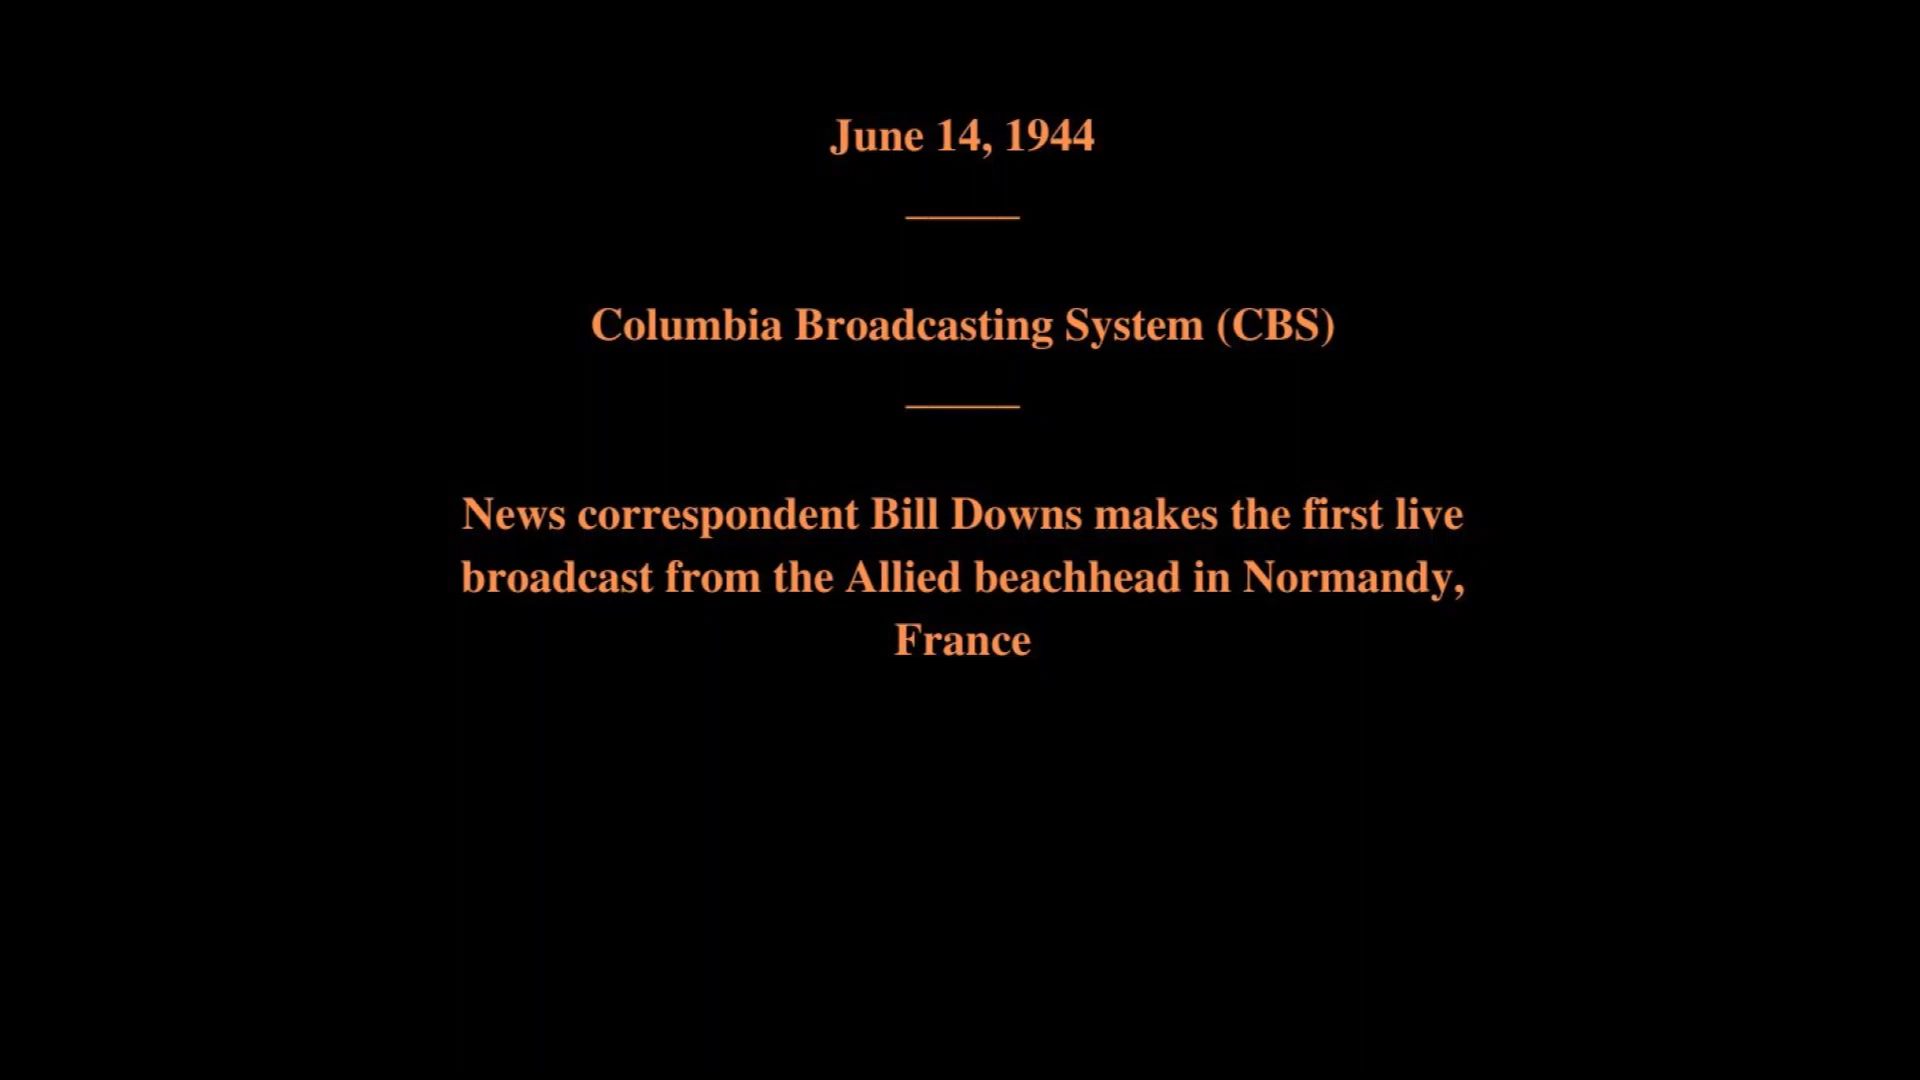 June 14, 1944
Columbia Broadcasting System (CBS)
News correspondent Bill Downs makes the first live
broadcast from the Allied beachhead in Normandy,
France